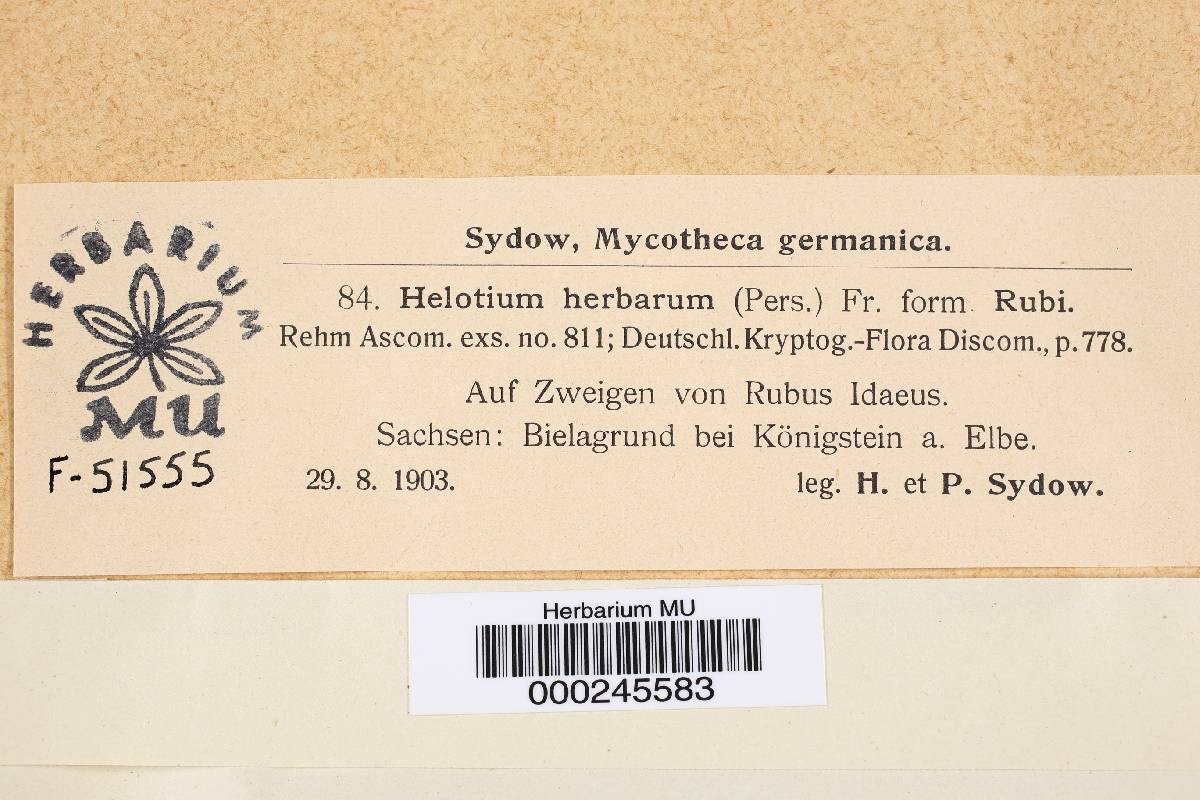 HERBARIUM
MU
F-51555
Sydow, Mycotheca germanica.
84. Helotium herbarum (Pers.) Fr. form. Rubi.
Rehm Ascom. exs. no. 811; Deutschl. Kryptog.-Flora Discom., p. 778.
Auf Zweigen von Rubus Idaeus.
Sachsen: Bielagrund bei Königstein a. Elbe.
29. 8. 1903. leg. H. et P. Sydow.
Herbarium MU
000245583